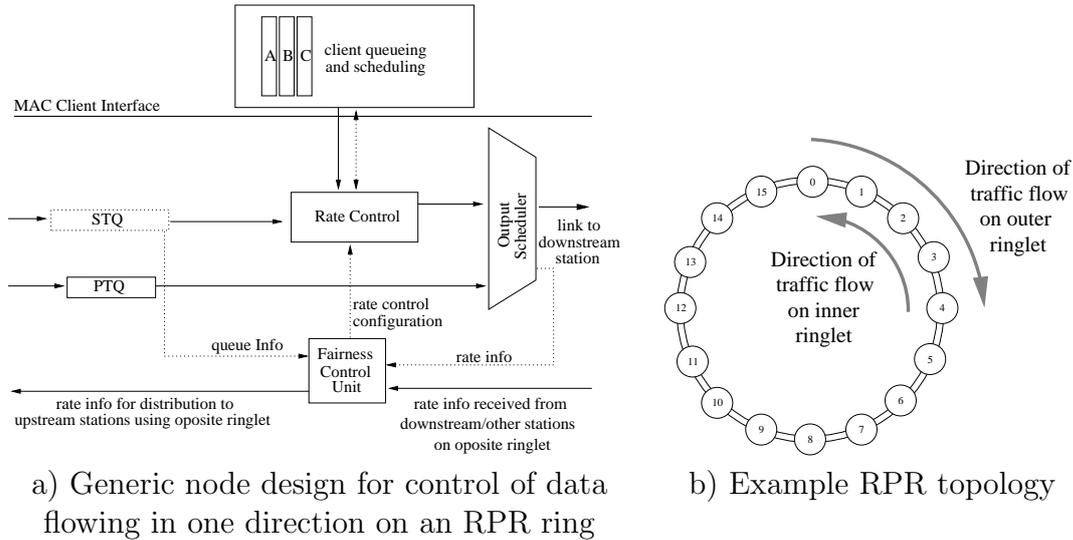 A B C
client queueing
and scheduling
MAC Client Interface
STQ
Rate Control
PTQ
Output
Scheduler
link to
downstream
station
rate control
configuration
queue Info
Fairness
Control
Unit
rate info
rate info for distribution to
upstream stations using oposite ringlet
rate info received from
downstream/other stations
on oposite ringlet
a) Generic node design for control of data
flowing in one direction on an RPR ring
Direction of
traffic flow
on outer
ringlet
Direction of
traffic flow
on inner
ringlet
0
1
2
3
4
5
6
7
8
9
10
11
12
13
14
15
b) Example RPR topology